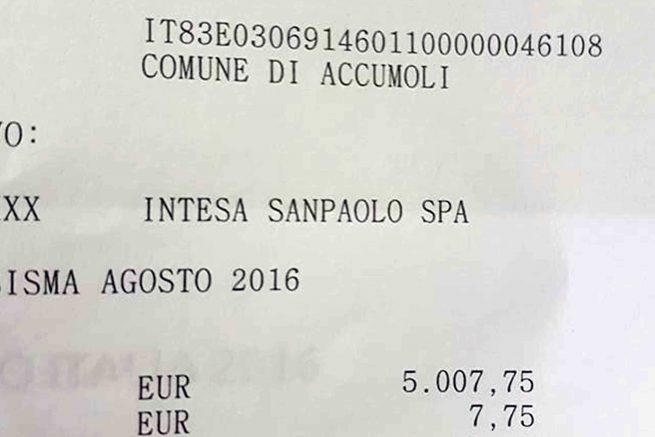 IT83E0306914601100000046108
COMUNE DI ACCUMOLI
O:
XX INTESA SANPAOLO SPA
ISMA AGOSTO 2016
EUR 5.007,75
EUR 7,75